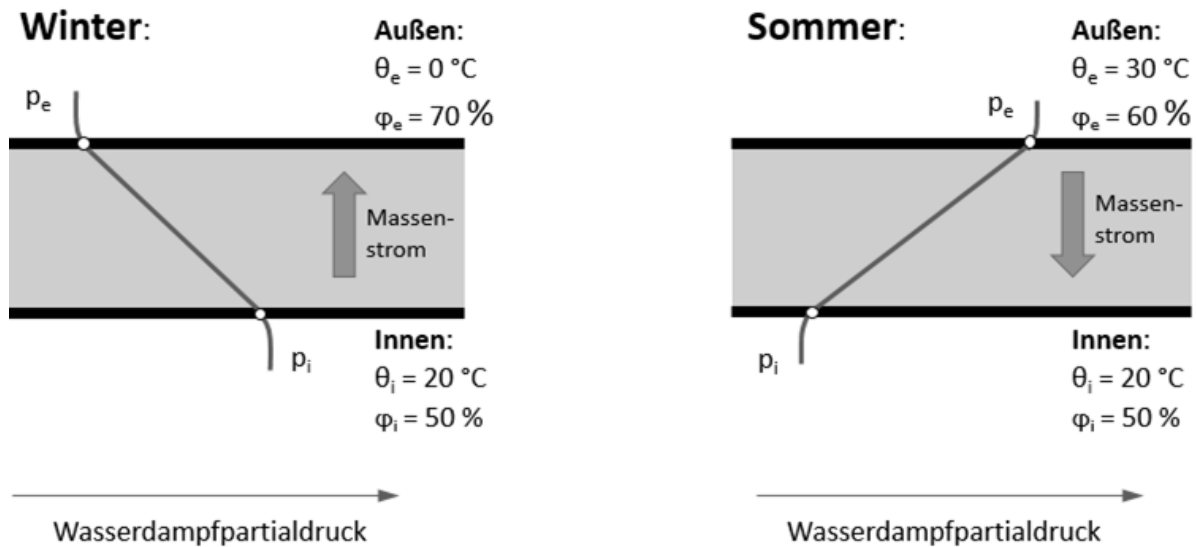 Winter:
Außen:
θe = 0 °C
φe = 70 %
pe
Massen-
strom
pi
Innen:
θi = 20 °C
φi = 50 %
Wasserdampfpartialdruck
Sommer:
Außen:
θe = 30 °C
φe = 60 %
pe
Massen-
strom
pi
Innen:
θi = 20 °C
φi = 50 %
Wasserdampfpartialdruck